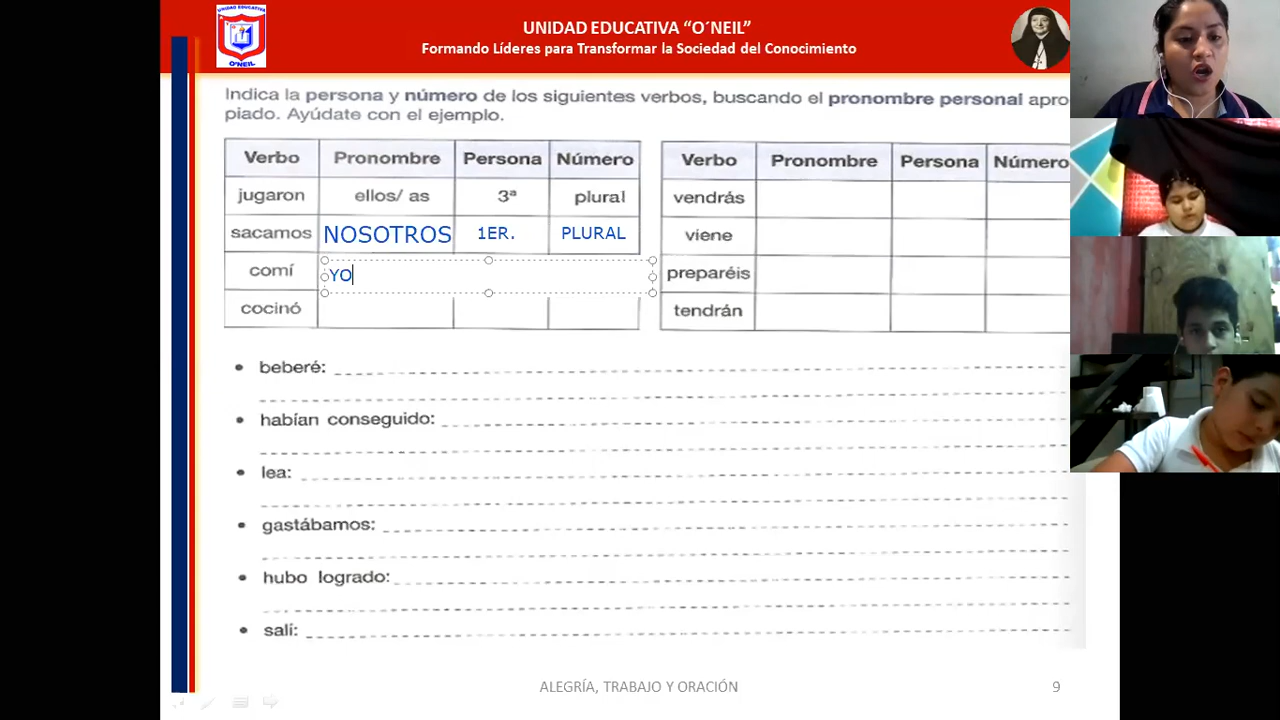 UNIDAD EDUCATIVA
O'NEIL
UNIDAD EDUCATIVA “O´NEIL”
Formando Líderes para Transformar la Sociedad del Conocimiento
Indica la persona y número de los siguientes verbos, buscando el pronombre personal apro
piado. Ayúdate con el ejemplo.
Verbo Pronombre Persona Número
jugaron ellos/ as 3ª plural
sacamos NOSOTROS 1ER. PLURAL
comí YO
cocinó
Verbo Pronombre Persona Número
vendrás
viene
preparéis
tendrán
• beberé:
• habían conseguido:
• lea:
• gastábamos:
• hubo logrado:
• salí:
ALEGRÍA, TRABAJO Y ORACIÓN
9